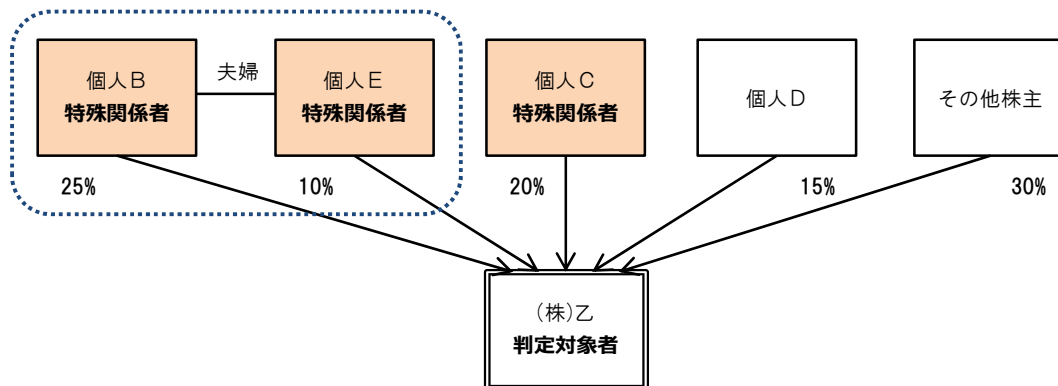 個人B
特殊関係者
夫婦
個人E
特殊関係者
個人C
特殊関係者
個人D
その他株主
25%
10%
20%
15%
30%
(株)乙
判定対象者